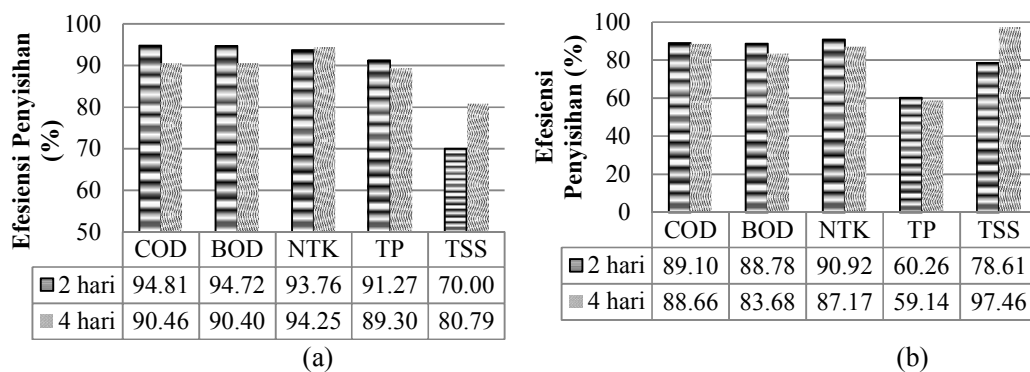 Efesiensi Penyisihan
(%)
100
90
80
70
60
50
COD BOD NTK TP TSS
2 hari 94.81 94.72 93.76 91.27 70.00
4 hari 90.46 90.40 94.25 89.30 80.79
(a)
Efesiensi
Penyisihan (%)
100
80
60
40
20
0
COD BOD NTK TP TSS
2 hari 89.10 88.78 90.92 60.26 78.61
4 hari 88.66 83.68 87.17 59.14 97.46
(b)